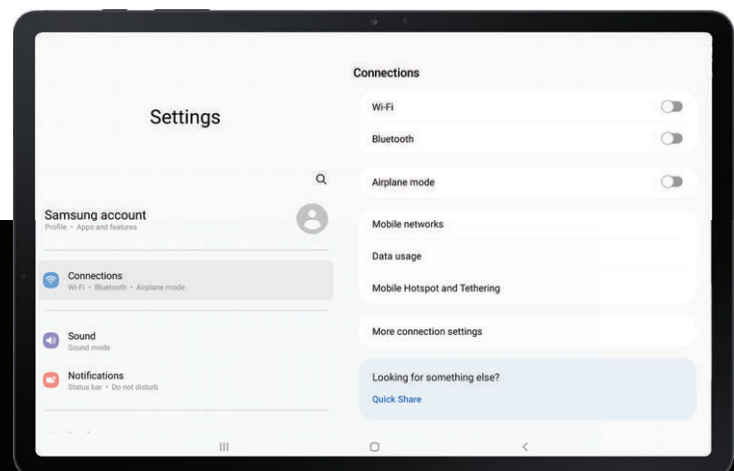 Settings
Samsung account
Profile • Apps and features
Connections
Wi-Fi • Bluetooth • Airplane mode
Sound
Sound mode
Notifications
Status bar • Do not disturb
Connections
Wi-Fi
Bluetooth
Airplane mode
Mobile networks
Data usage
Mobile Hotspot and Tethering
More connection settings
Looking for something else?
Quick Share